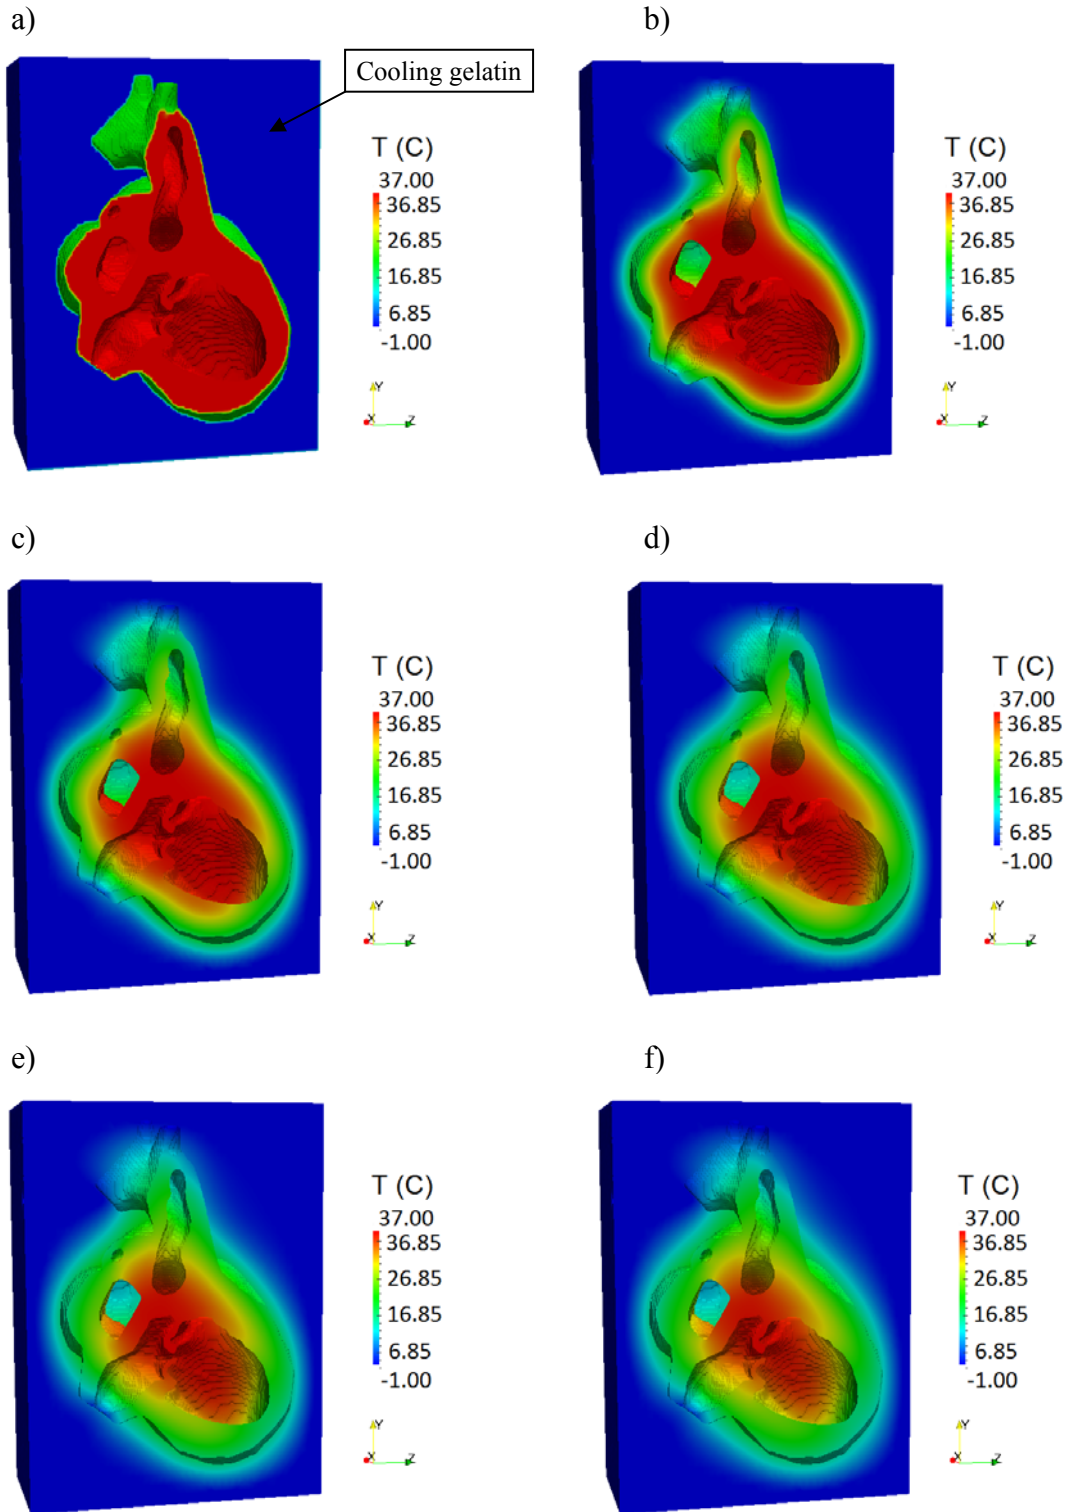 a)
b)
Cooling gelatin
T (C)
37.00
36.85
26.85
16.85
6.85
-1.00
Y
X
Z
T (C)
37.00
36.85
26.85
16.85
6.85
-1.00
Y
X
Z
c)
d)
T (C)
37.00
36.85
26.85
16.85
6.85
-1.00
Y
X
Z
T (C)
37.00
36.85
26.85
16.85
6.85
-1.00
Y
X
Z
e)
f)
T (C)
37.00
36.85
26.85
16.85
6.85
-1.00
Y
X
Z
T (C)
37.00
36.85
26.85
16.85
6.85
-1.00
Y
X
Z